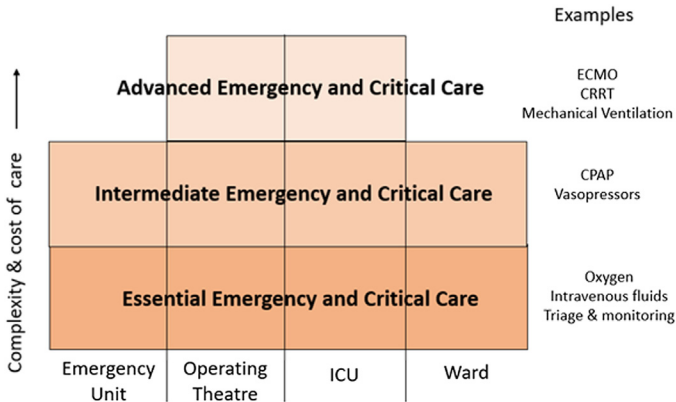 Examples
Advanced Emergency and Critical Care
ECMO
CRRT
Mechanical Ventilation
Intermediate Emergency and Critical Care
CPAP
Vasopressors
Essential Emergency and Critical Care
Oxygen
Intravenous fluids
Triage & monitoring
Complexity & cost of care
Emergency
Unit
Operating
Theatre
ICU
Ward